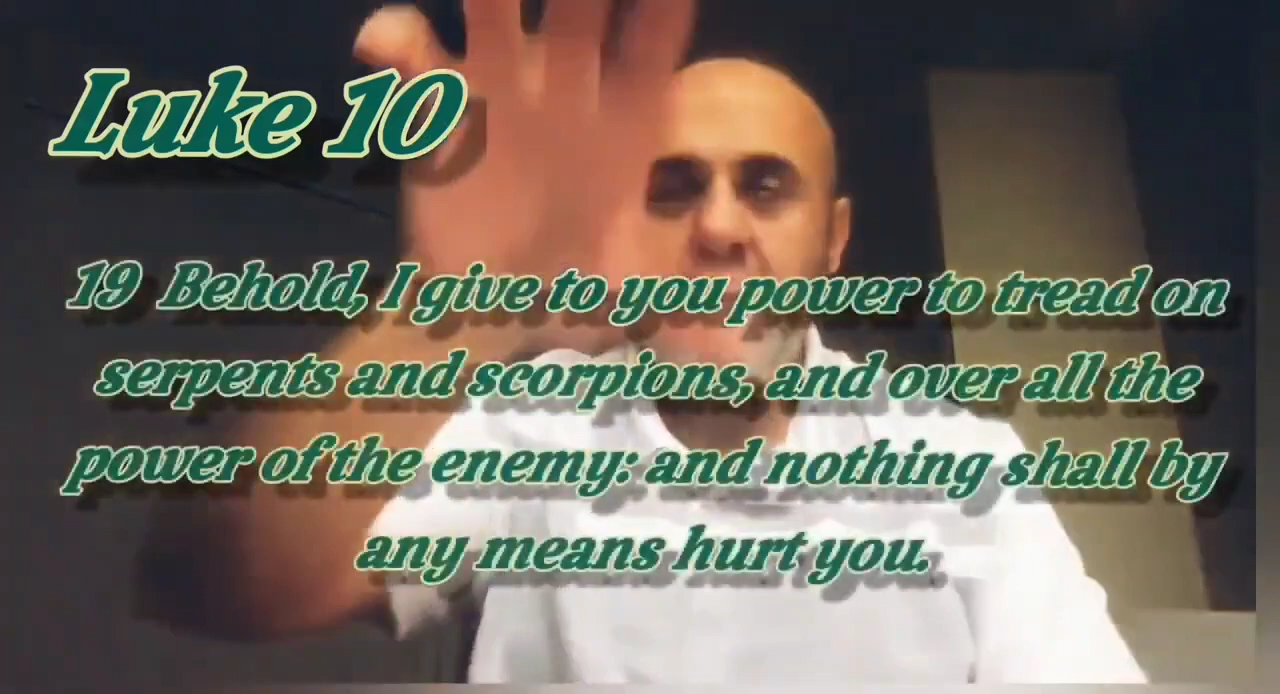 Luke 10
19 Behold, I give to you power to tread on
serpents and scorpions, and over all the
power of the enemy: and nothing shall by
any means hurt you.